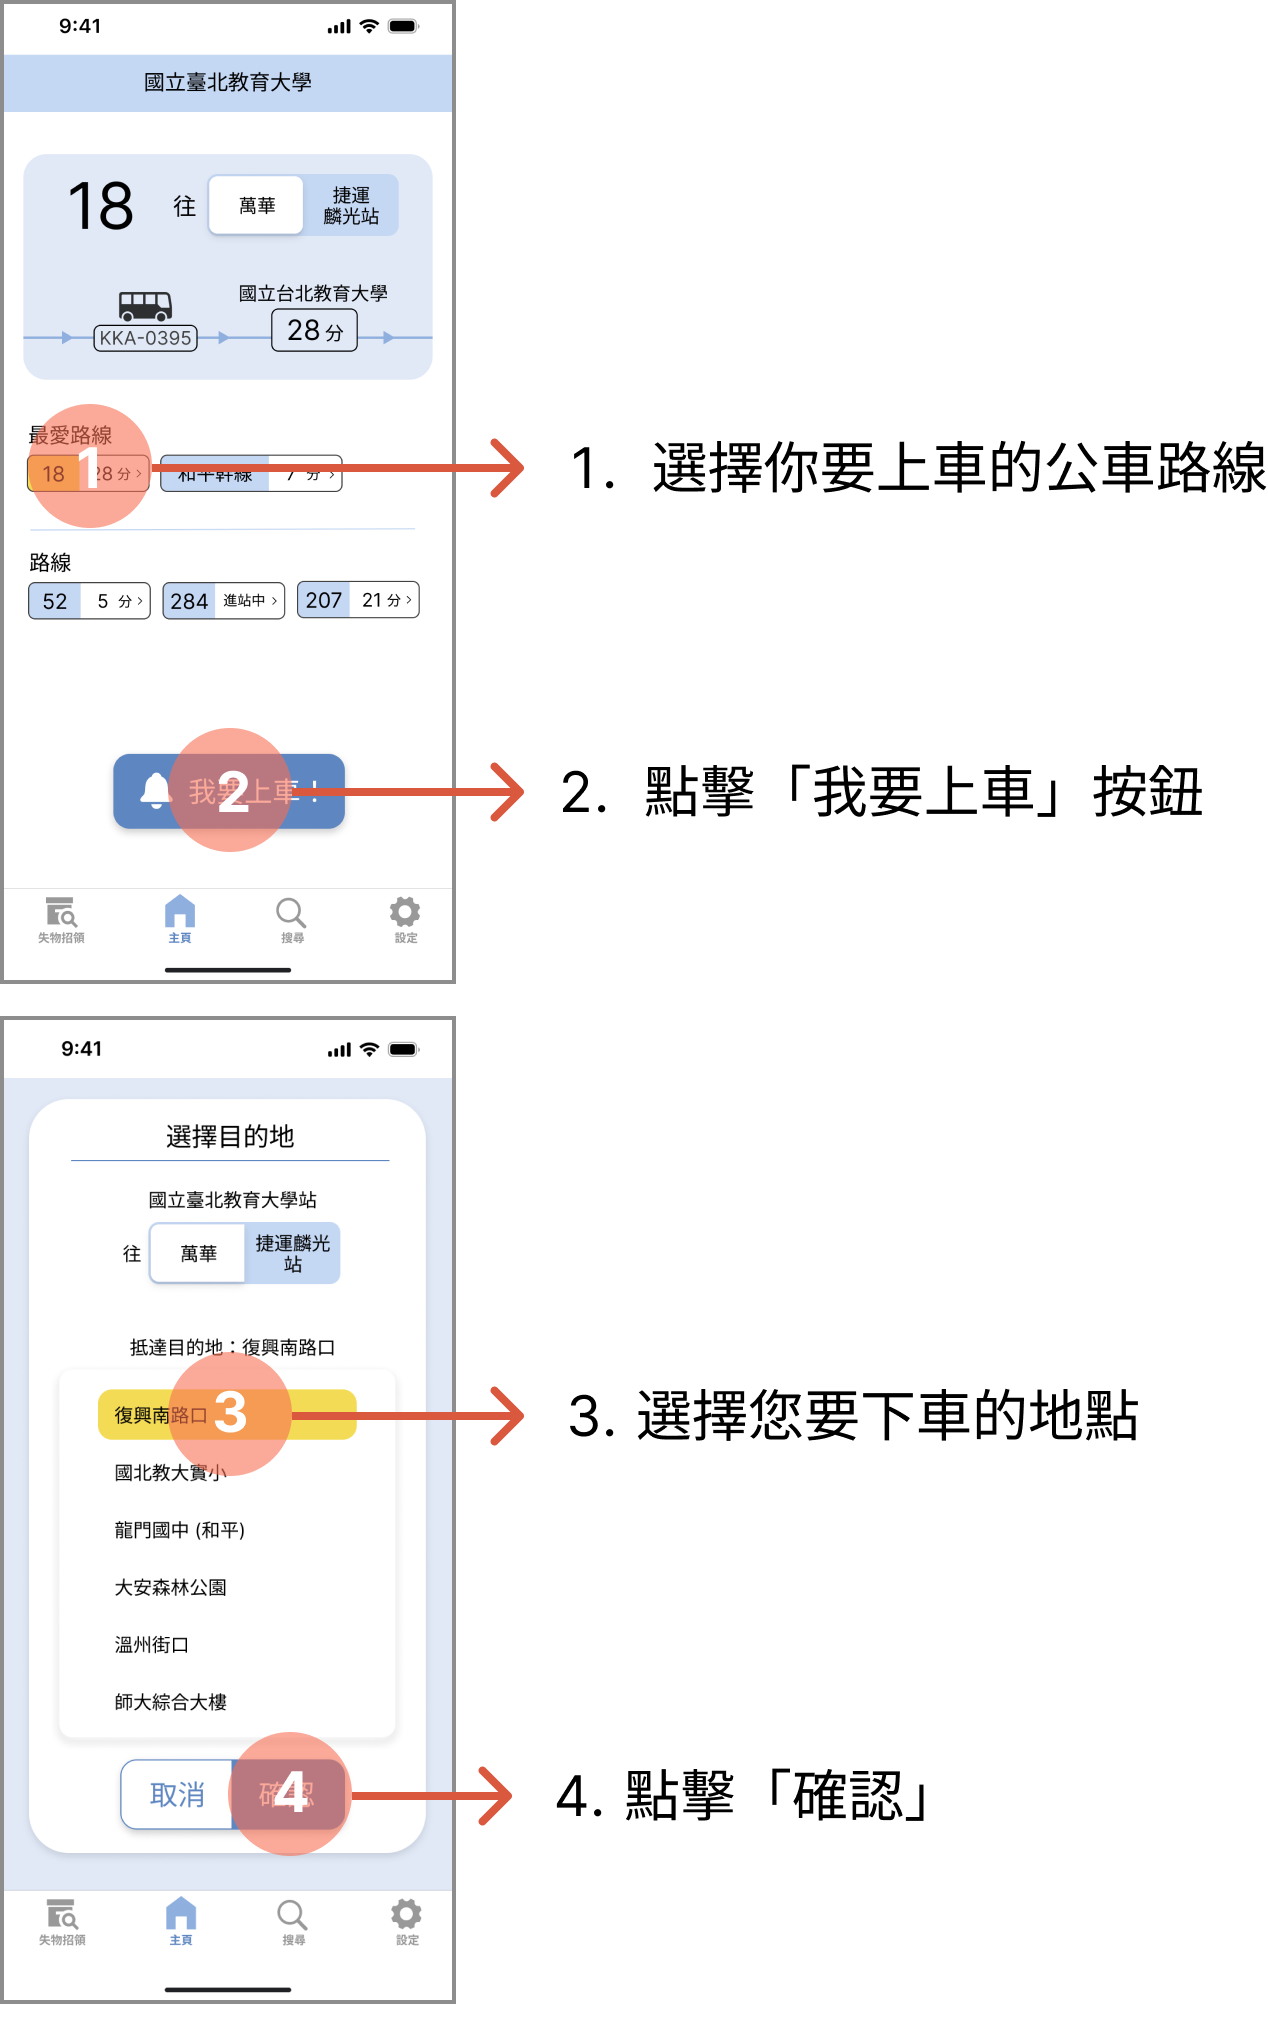 9:41
國立臺北教育大學
18 往 萬華 捷運
麟光站
國立台北教育大學
KKA-0395 28 分
最愛路線
1
18 28 分 和平幹線 7 分
1. 選擇你要上車的公車路線
路線
52 5 分 284 進站中 207 21 分
我要上車！
2
2. 點擊「我要上車」按鈕
失物招領 主頁 搜尋 設定
9:41
選擇目的地
國立臺北教育大學站
往 萬華 捷運麟光
站
抵達目的地：復興南路口
復興南路口
3
3. 選擇您要下車的地點
國北教大實小
龍門國中 (和平)
大安森林公園
溫州街口
師大綜合大樓
取消 確認
4
4. 點擊「確認」
失物招領 主頁 搜尋 設定